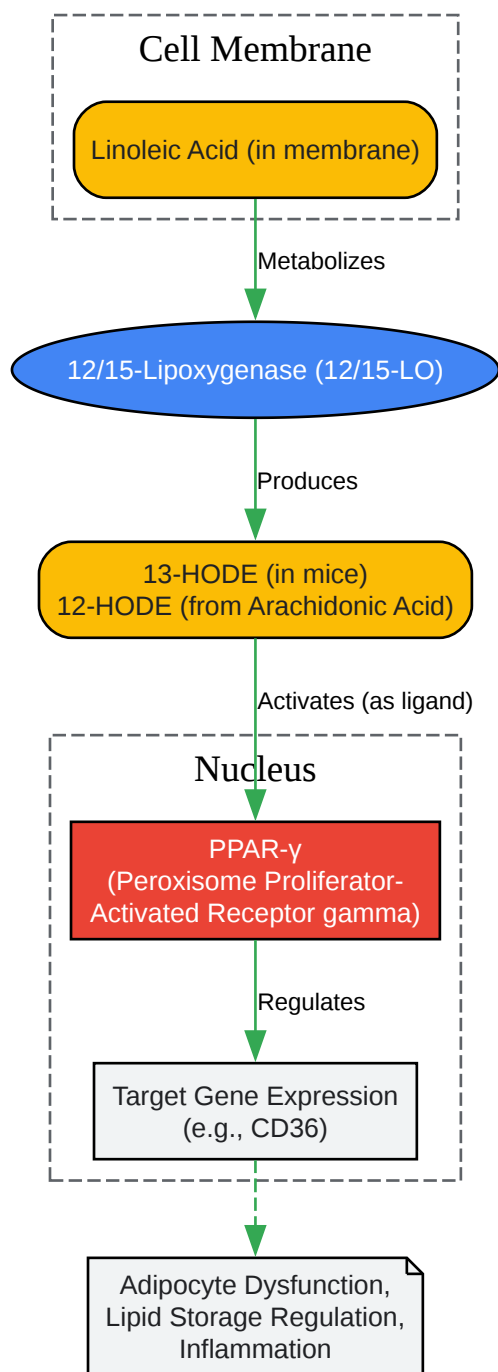 Cell Membrane
Linoleic Acid (in membrane)
Metabolizes
12/15-Lipoxygenase (12/15-LO)
Produces
13-HODE (in mice)
12-HODE (from Arachidonic Acid)
Activates (as ligand)
Nucleus
PPAR-γ
(Peroxisome Proliferator-
Activated Receptor gamma)
Regulates
Target Gene Expression
(e.g., CD36)
Adipocyte Dysfunction,
Lipid Storage Regulation,
Inflammation